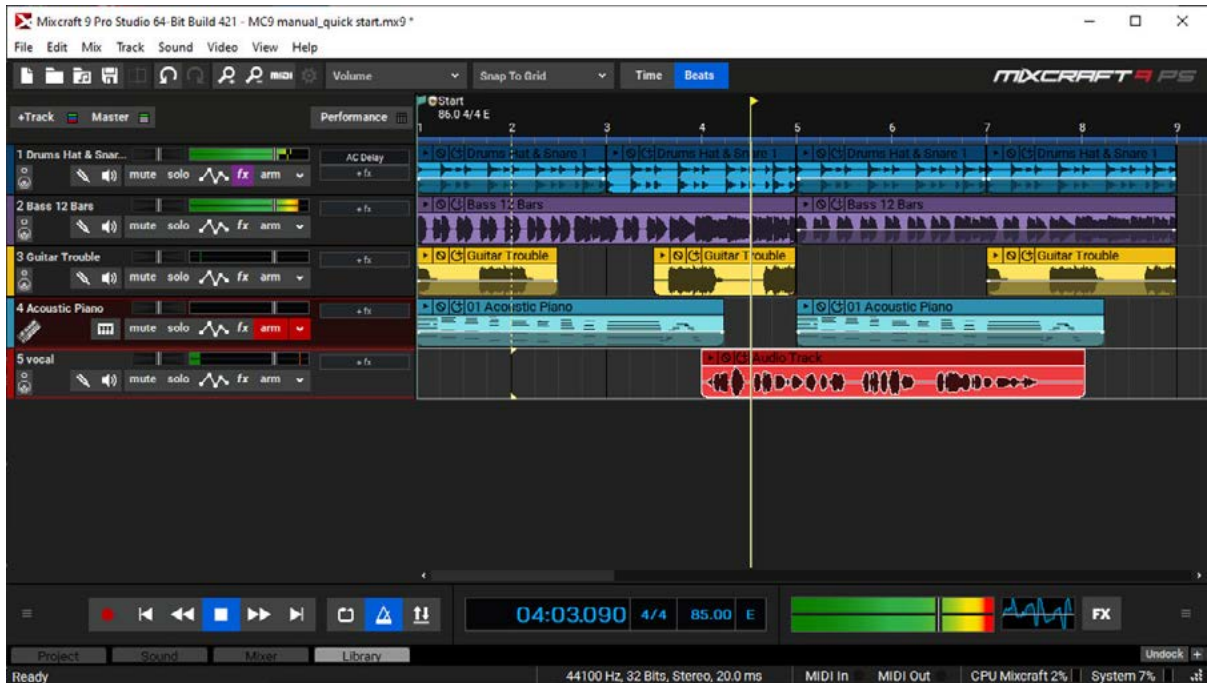 Mixcraft 9 Pro Studio 64-Bit Build 421 - MC9 manual_quick start.mx9 *
File Edit Mix Track Sound Video View Help
MIDI Volume Snap To Grid Time Beats MIXCRAFT 9 PS
+Track Master Performance
Start
86.0 4/4 E
1 2 3 4 5 6 7 8 9
1 Drums Hat & Snar... AC Delay Drums Hat & Snare 1 Drums Hat & Snare 1 Drums Hat & Snare 1 Drums Hat & Snare 1
mute solo fx arm + fx
2 Bass 12 Bars + fx Bass 12 Bars Bass 12 Bars
mute solo fx arm
3 Guitar Trouble + fx Guitar Trouble Guitar Trouble Guitar Trouble
mute solo fx arm
4 Acoustic Piano + fx 01 Acoustic Piano 01 Acoustic Piano
mute solo fx arm
5 vocal + fx Audio Track
mute solo fx arm
04:03.090 4/4 85.00 E FX
Project Sound Mixer Library Undock +
Ready 44100 Hz, 32 Bits, Stereo, 20.0 ms MIDI In MIDI Out CPU Mixcraft 2% System 7%